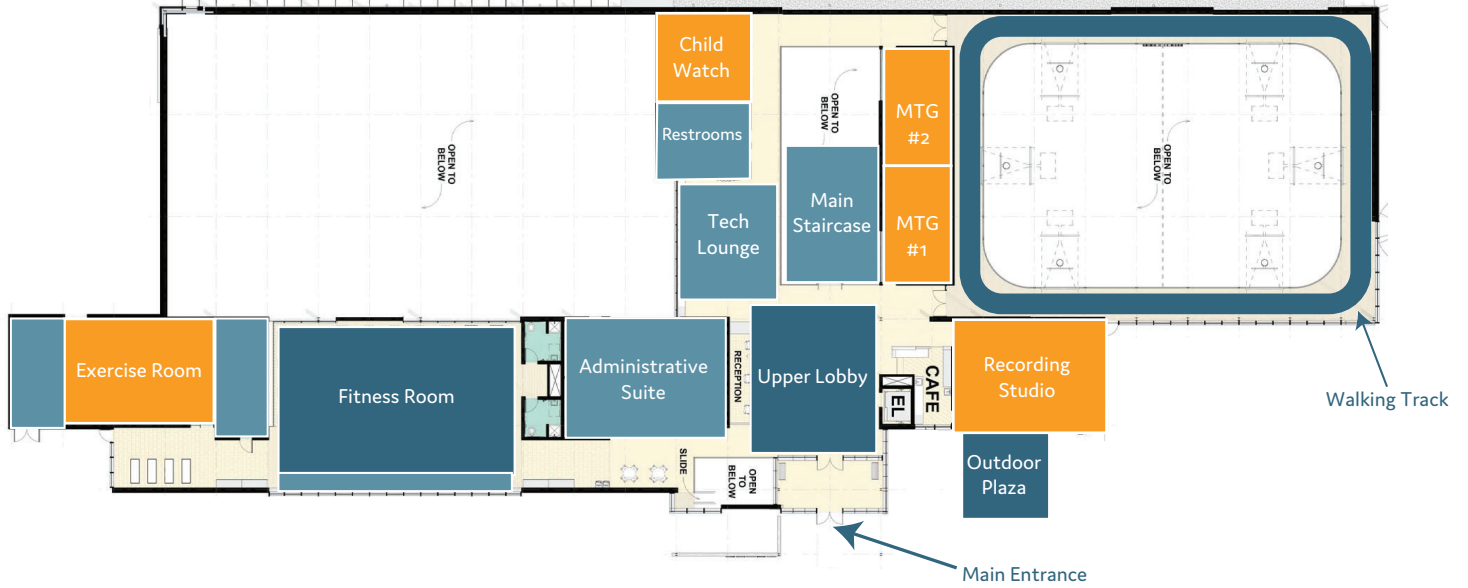 Child
Watch
Restrooms
Tech
Lounge
OPEN TO
BELOW
OPEN TO
BELOW
Main
Staircase
MTG
#2
MTG
#1
OPEN TO
BELOW
Walking Track
Exercise Room
Fitness Room
Administrative
Suite
RECEPTION
Upper Lobby
EL
CAFE
Recording
Studio
Outdoor
Plaza
SLIDE
OPEN
TO
BELOW
Main Entrance